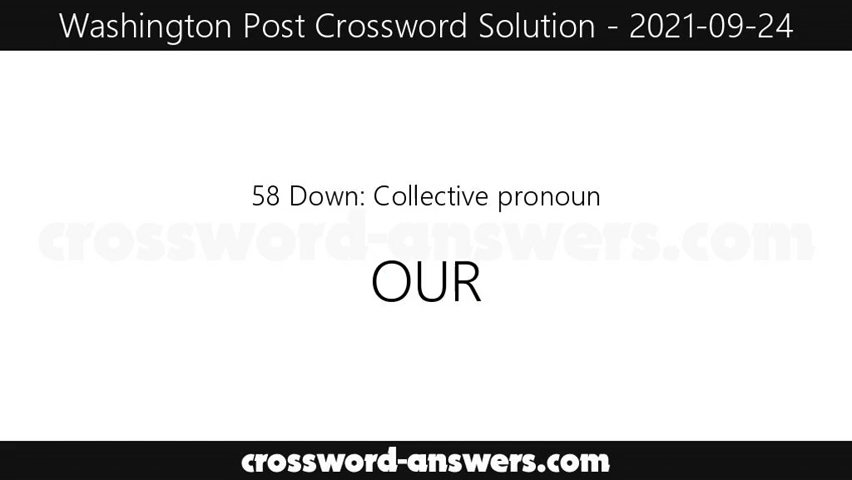 Washington Post Crossword Solution - 2021-09-24
58 Down: Collective pronoun
crossword-answers.com
OUR
crossword-answers.com